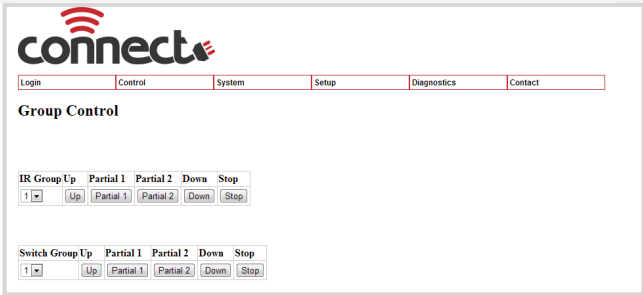 connect
Login Control System Setup Diagnostics Contact
Group Control
IR Group Up Partial 1 Partial 2 Down Stop
1 Up Partial 1 Partial 2 Down Stop
Switch Group Up Partial 1 Partial 2 Down Stop
1 Up Partial 1 Partial 2 Down Stop